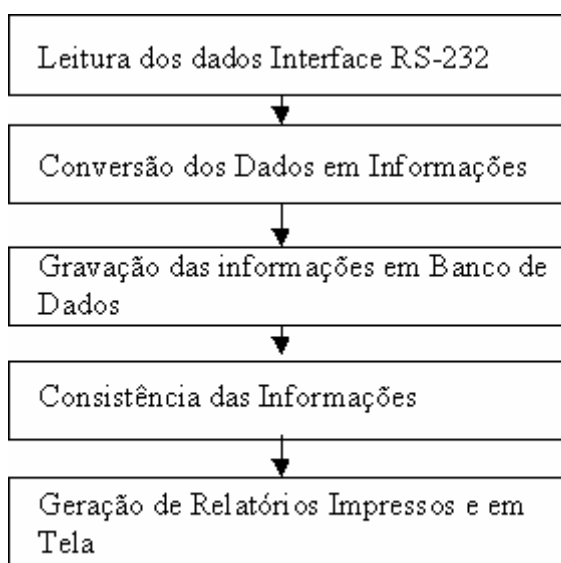 Leitura dos dados Interface RS-232
Conversão dos Dados em Informações
Gravação das informações em Banco de
Dados
Consistência das Informações
Geração de Relatórios Impressos e em
Tela